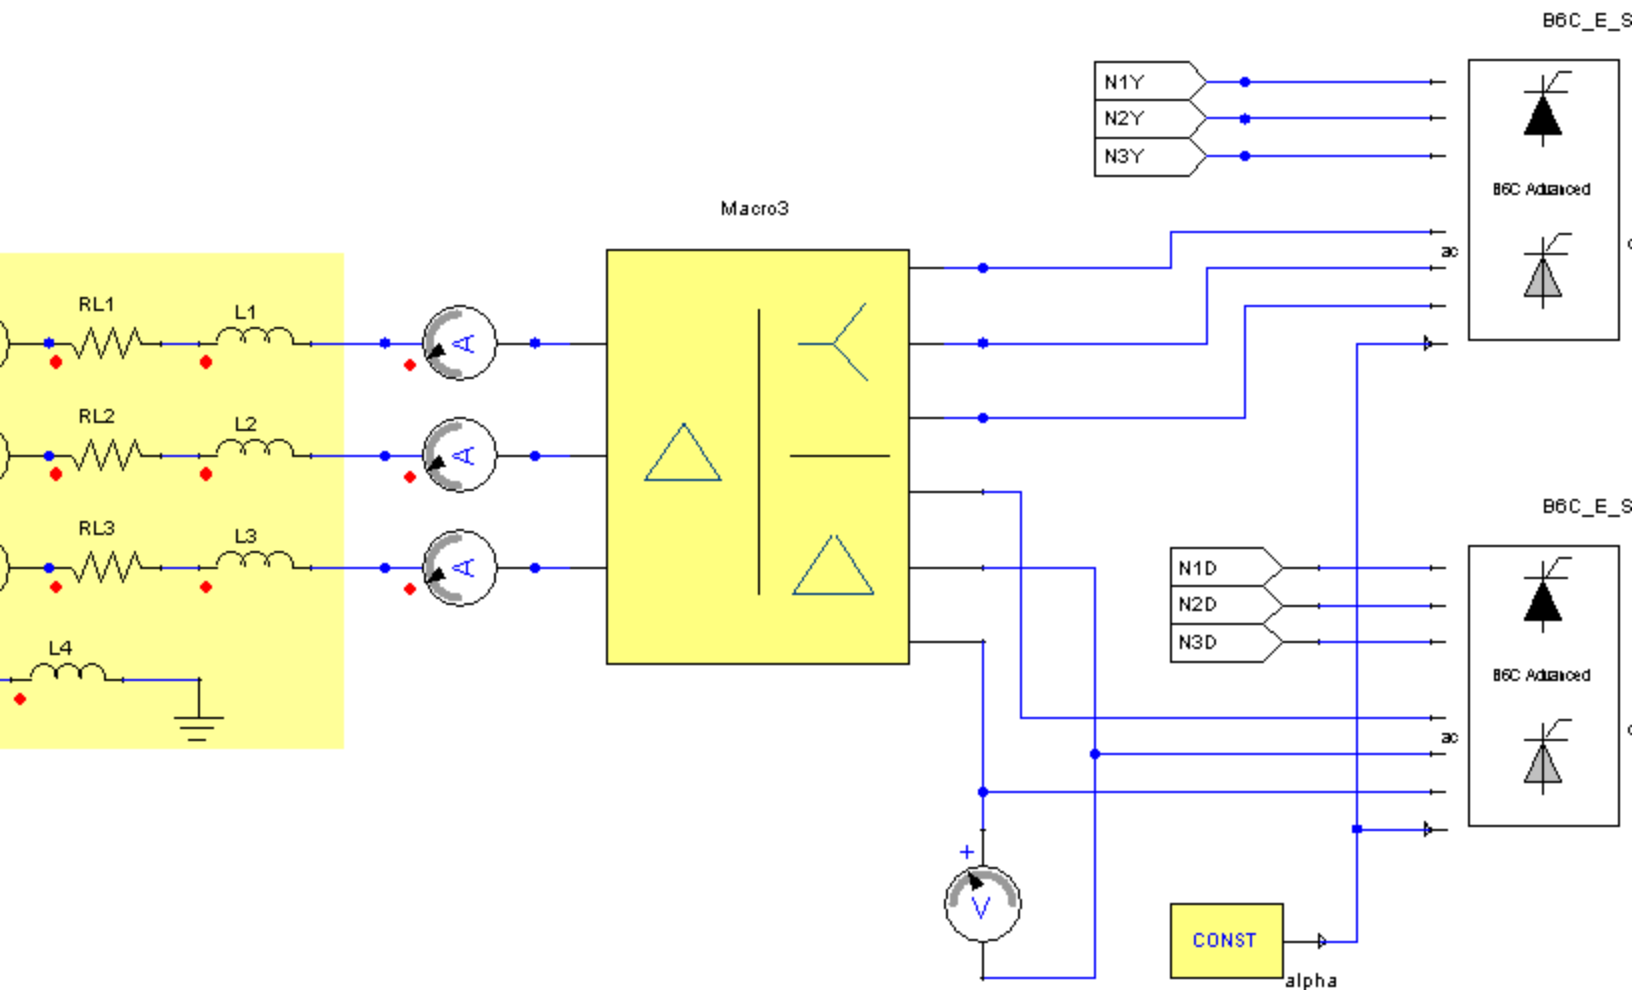 B6C_E_S
N1Y
N2Y
N3Y
B6C Advanced
Macro3
ac
RL1
L1
A
RL2
L2
A
RL3
L3
A
L4
B6C_E_S
N1D
N2D
N3D
B6C Advanced
ac
+
V
CONST
alpha